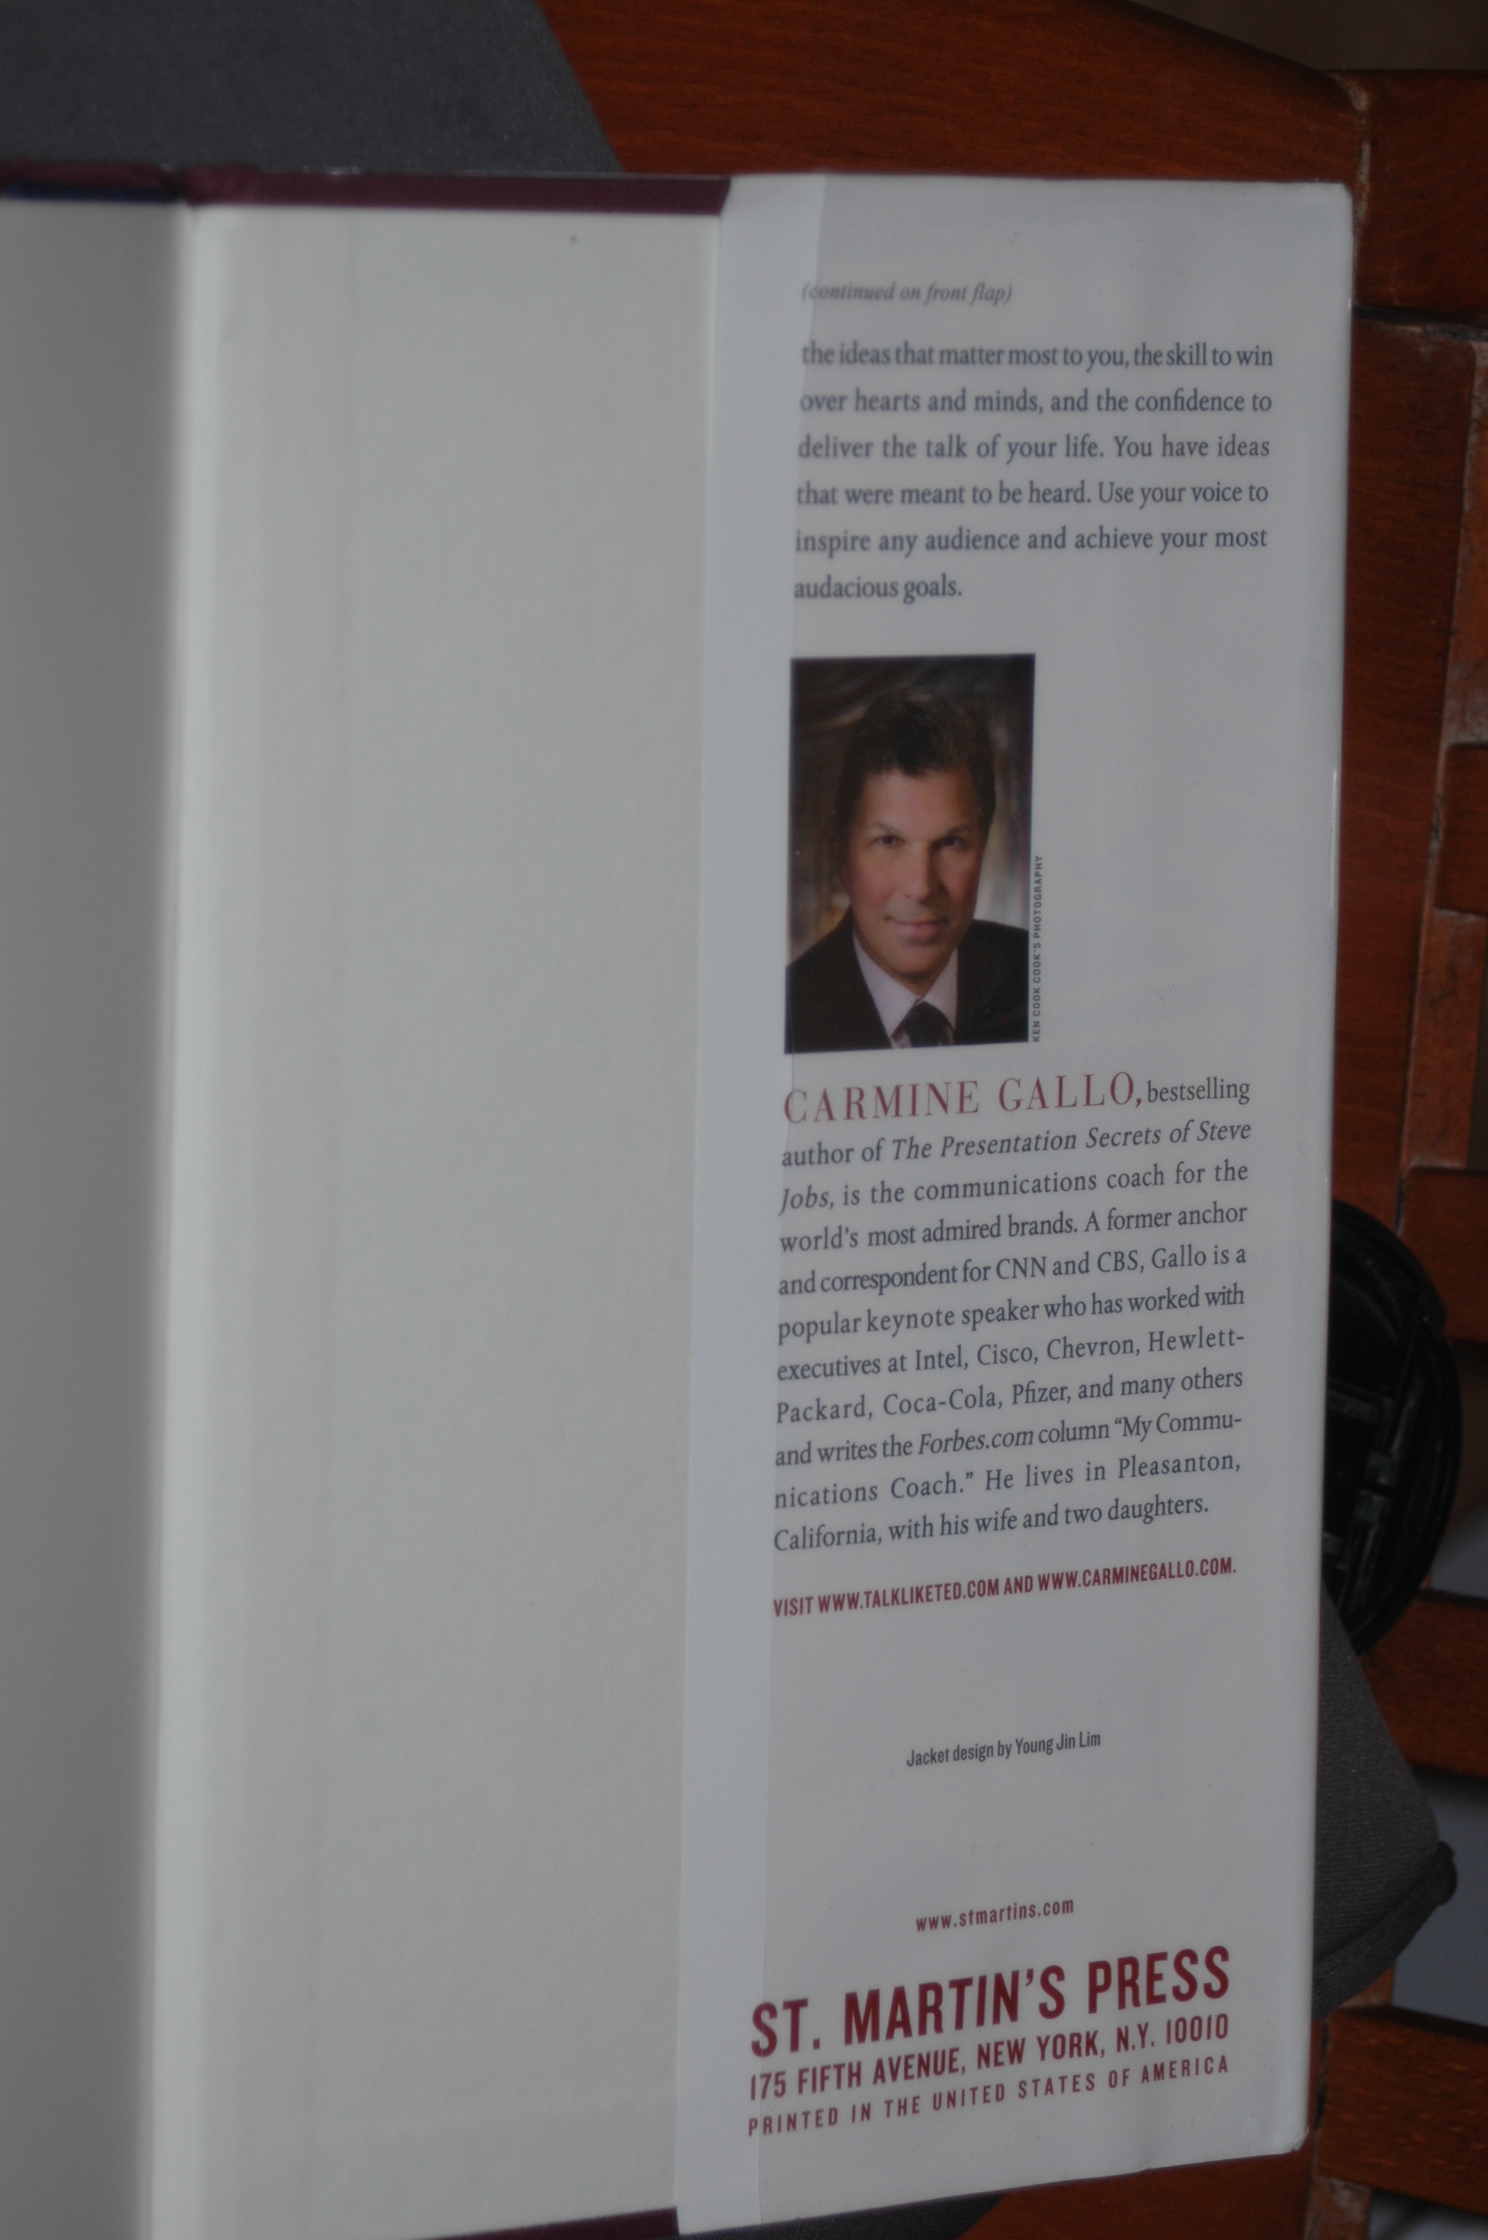 (continued on front flap)
the ideas that matter most to you, the skill to win
over hearts and minds, and the confidence to
deliver the talk of your life. You have ideas
that were meant to be heard. Use your voice to
inspire any audience and achieve your most
audacious goals.
KEN COOK COOK'S PHOTOGRAPHY
CARMINE GALLO, bestselling
author of The Presentation Secrets of Steve
Jobs, is the communications coach for the
world's most admired brands. A former anchor
and correspondent for CNN and CBS, Gallo is a
popular keynote speaker who has worked with
executives at Intel, Cisco, Chevron, Hewlett-
Packard, Coca-Cola, Pfizer, and many others
and writes the Forbes.com column “My Commu-
nications Coach.” He lives in Pleasanton,
California, with his wife and two daughters.
VISIT WWW.TALKLIKETED.COM AND WWW.CARMINEGALLO.COM.
Jacket design by Young Jin Lim
www.stmartins.com
ST. MARTIN'S PRESS
175 FIFTH AVENUE, NEW YORK, N.Y. 10010
PRINTED IN THE UNITED STATES OF AMERICA